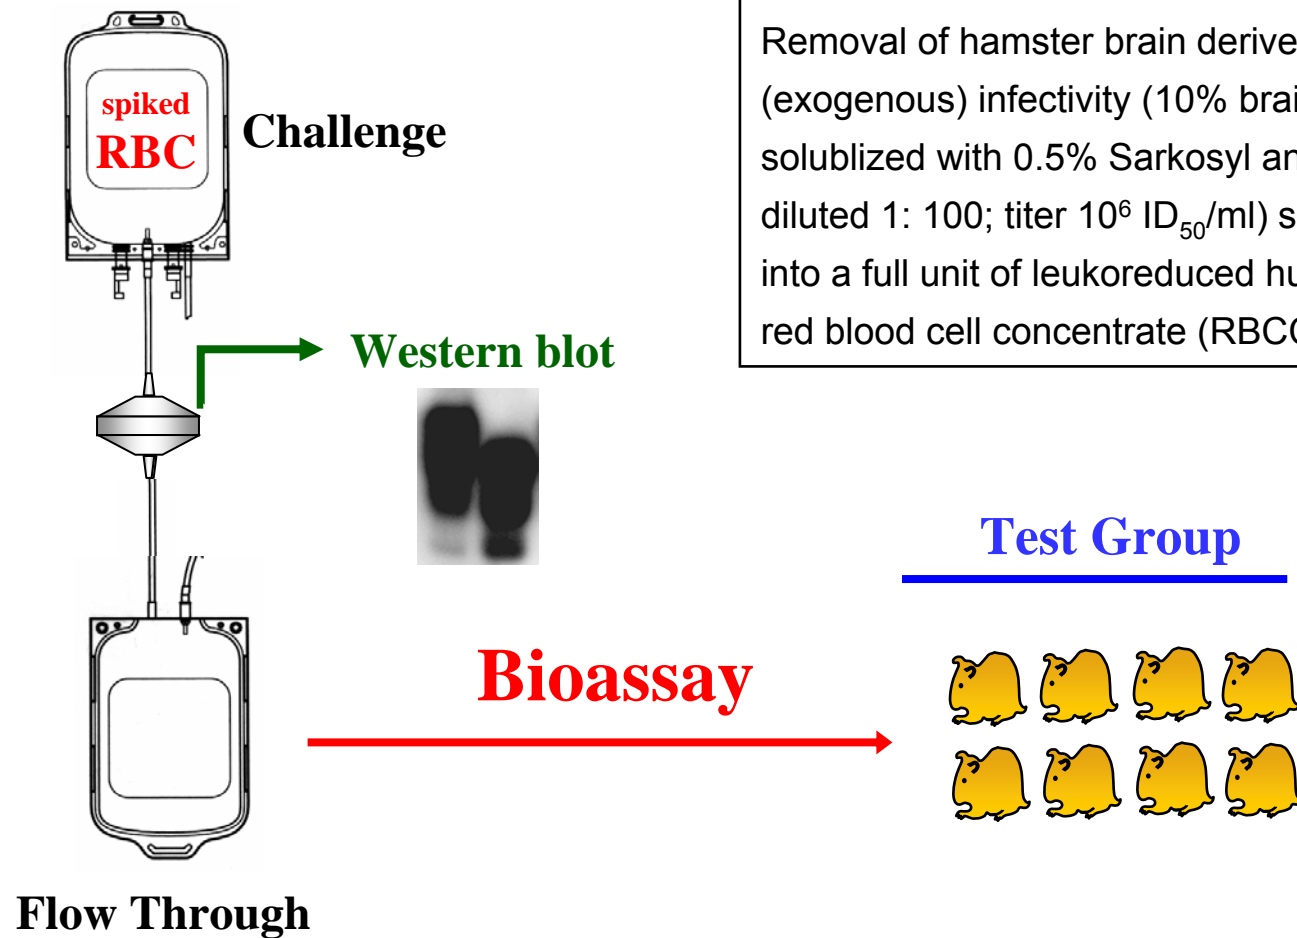 spiked
RBC
Challenge
Removal of hamster brain derive
(exogenous) infectivity (10% brai
solublized with 0.5% Sarkosyl an
diluted 1: 100; titer 10⁶ ID₅₀/ml) s
into a full unit of leukoreduced hu
red blood cell concentrate (RBC
Western blot
Test Group
Bioassay
Flow Through